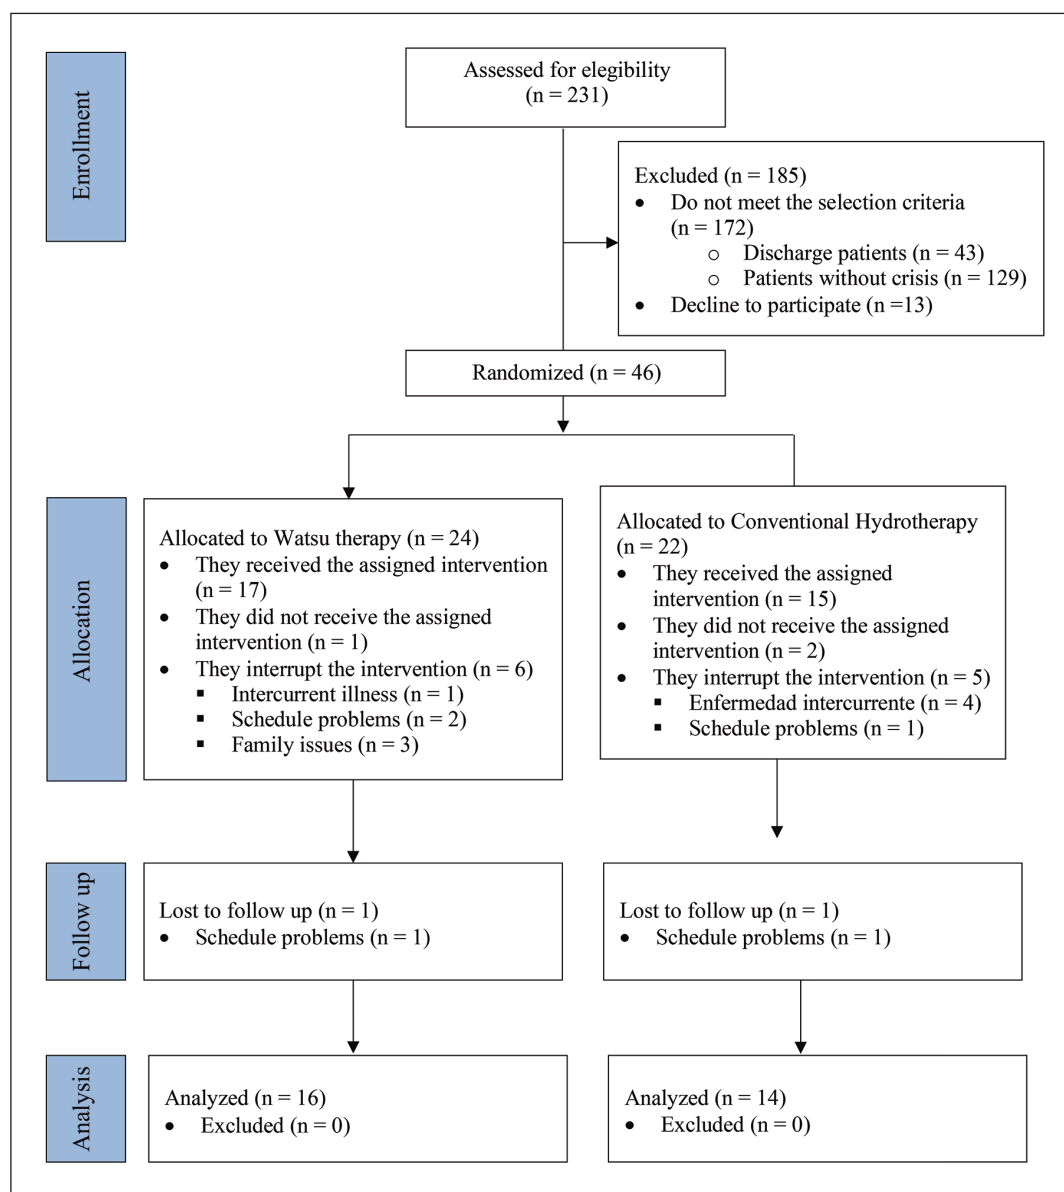 Enrollment
Assessed for elegibility
(n = 231)
Excluded (n = 185)
• Do not meet the selection criteria
(n = 172)
o Discharge patients (n = 43)
o Patients without crisis (n = 129)
• Decline to participate (n =13)
Randomized (n = 46)
Allocation
Allocated to Watsu therapy (n = 24)
• They received the assigned intervention
(n = 17)
• They did not receive the assigned
intervention (n = 1)
• They interrupt the intervention (n = 6)
▪ Intercurrent illness (n = 1)
▪ Schedule problems (n = 2)
▪ Family issues (n = 3)
Allocated to Conventional Hydrotherapy
(n = 22)
• They received the assigned
intervention (n = 15)
• They did not receive the assigned
intervention (n = 2)
• They interrupt the intervention (n = 5)
▪ Enfermedad intercurrente (n = 4)
▪ Schedule problems (n = 1)
Follow up
Lost to follow up (n = 1)
• Schedule problems (n = 1)
Lost to follow up (n = 1)
• Schedule problems (n = 1)
Analysis
Analyzed (n = 16)
• Excluded (n = 0)
Analyzed (n = 14)
• Excluded (n = 0)